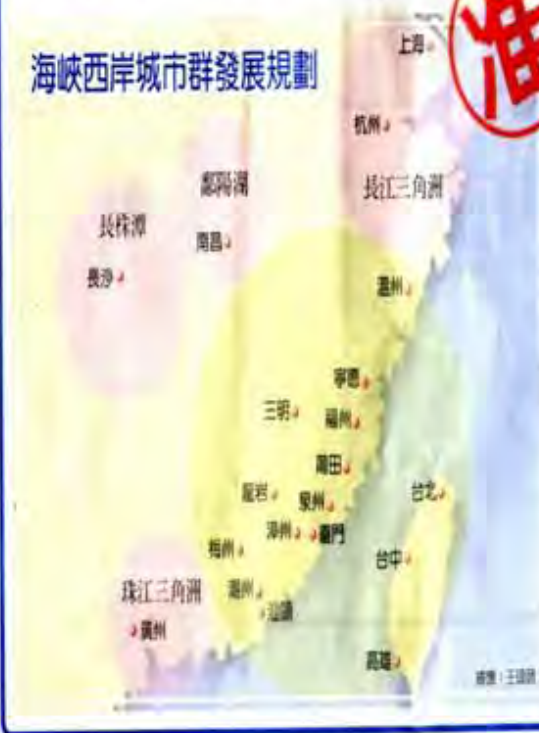 海峽西岸城市群發展規劃
准
上海
杭州
長江三角洲
鄱陽湖
南昌
長株潭
長沙
溫州
寧德
三明
福州
莆田
龍岩
泉州
漳州
廈門
梅州
潮州
汕頭
珠江三角洲
廣州
台北
台中
高雄